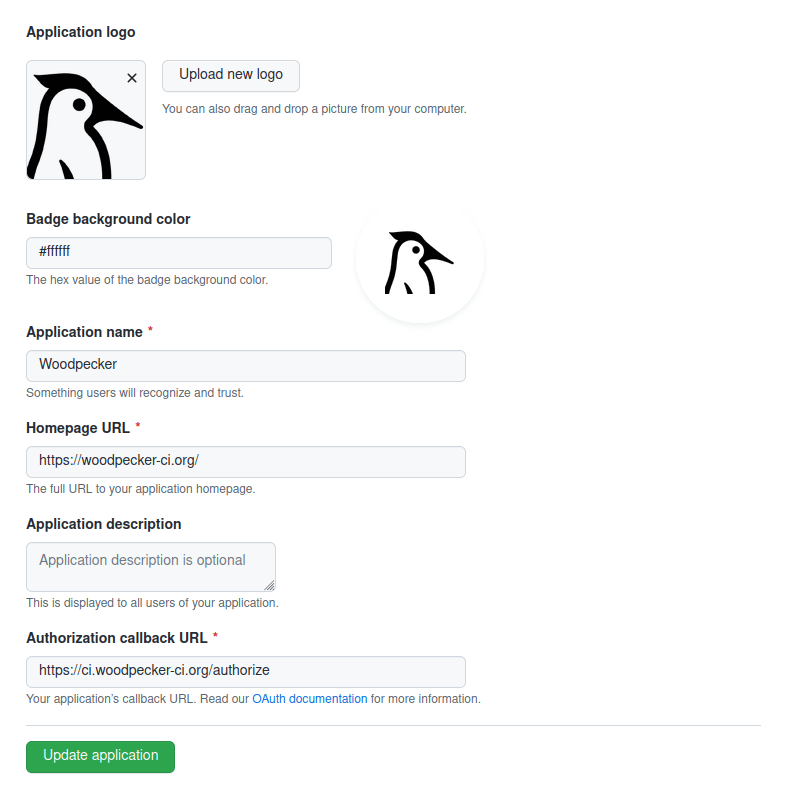 Application logo
Upload new logo
You can also drag and drop a picture from your computer.
Badge background color
#ffffff
The hex value of the badge background color.
Application name *
Woodpecker
Something users will recognize and trust.
Homepage URL *
https://woodpecker-ci.org/
The full URL to your application homepage.
Application description
Application description is optional
This is displayed to all users of your application.
Authorization callback URL *
https://ci.woodpecker-ci.org/authorize
Your application's callback URL. Read our OAuth documentation for more information.
Update application